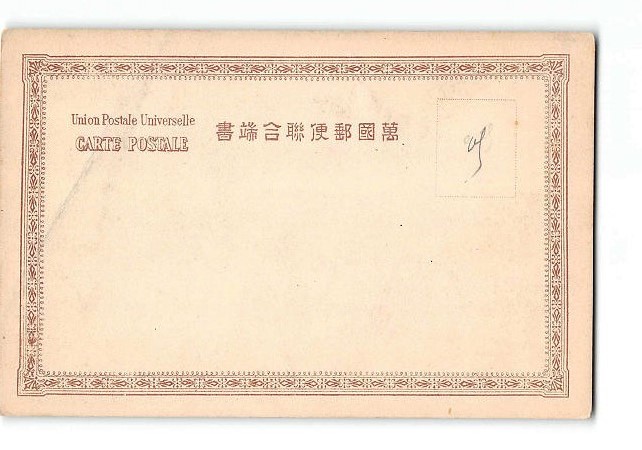 Union Postale Universelle
CARTE POSTALE
書端合聯便郵國萬